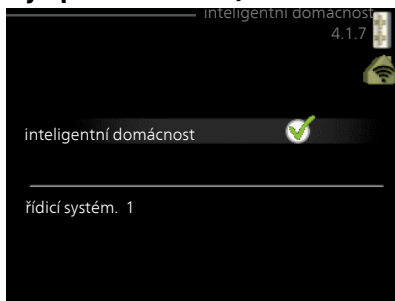 inteligentní domácnost
4.1.7
inteligentní domácnost
řídicí systém. 1